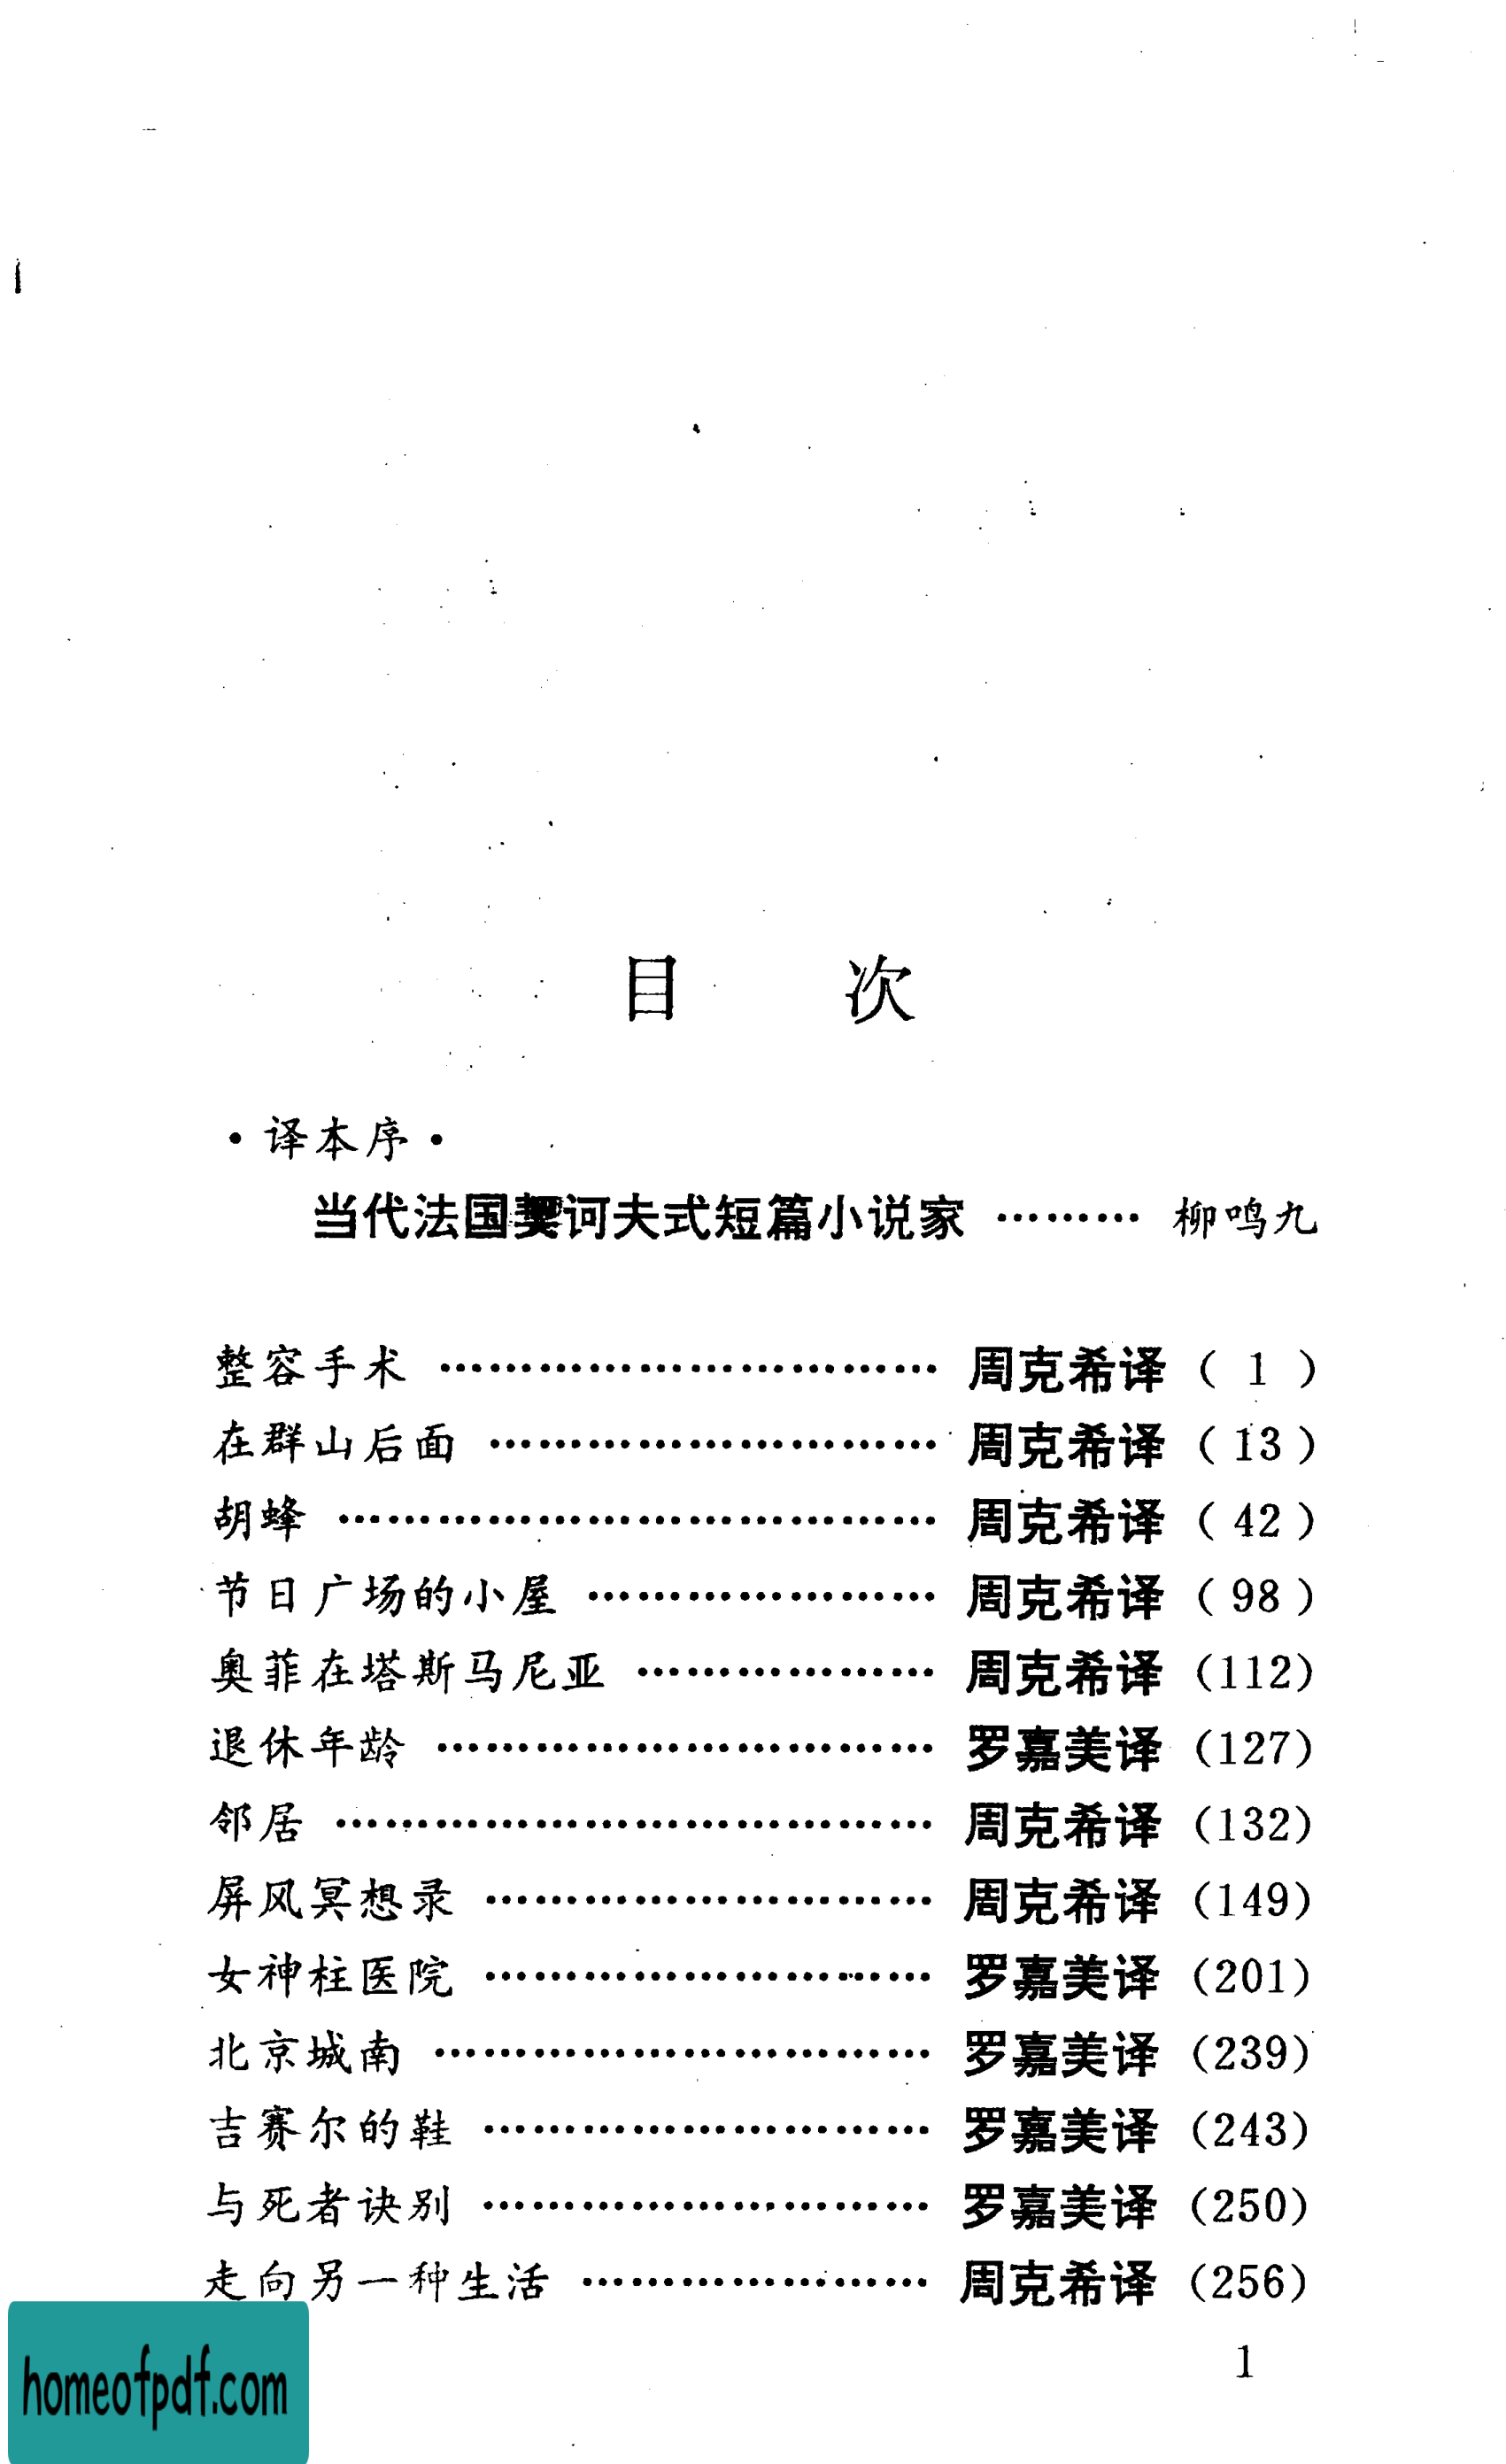 目 次
·译本序·
当代法国契诃夫式短篇小说家 ……… 柳鸣九
整容手术 ………………………… 周克希译 ( 1 )
在群山后面 ……………………… 周克希译 ( 13 )
胡蜂 ……………………………… 周克希译 ( 42 )
节日广场的小屋 ………………… 周克希译 ( 98 )
奥菲在塔斯马尼亚 ……………… 周克希译 (112)
退休年龄 ………………………… 罗嘉美译 (127)
邻居 ……………………………… 周克希译 (132)
屏风冥想录 ……………………… 周克希译 (149)
女神柱医院 ……………………… 罗嘉美译 (201)
北京城南 ………………………… 罗嘉美译 (239)
吉赛尔的鞋 ……………………… 罗嘉美译 (243)
与死者诀别 ……………………… 罗嘉美译 (250)
走向另一种生活 ………………… 周克希译 (256)
1
homeofpdf.com